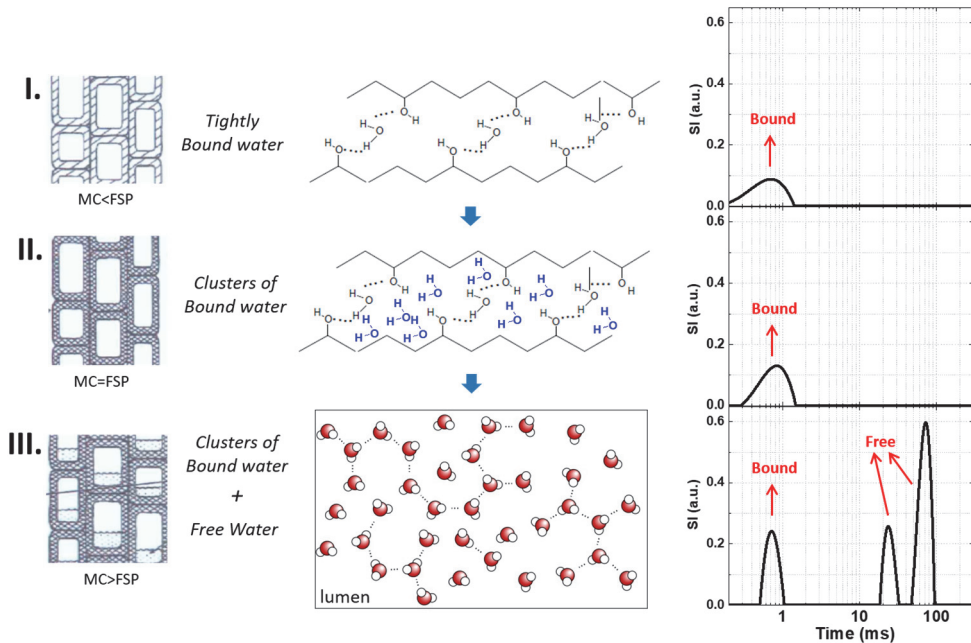 I.
MC<FSP
Tightly
Bound water
H
O
H
O
H
H
O
H
O
H
H
O
H
O
H
HO
H
O
H
O
0.6
0.4
0.2
0.0
SI (a.u.)
Bound
II.
MC=FSP
Clusters of
Bound water
H
O
H
O
H
H
O
H
O
H
H
O
H
O
H
H
O
H
O
H
O
0.6
0.4
0.2
0.0
SI (a.u.)
Bound
III.
MC>FSP
Clusters of
Bound water
+
Free Water
lumen
0.6
0.4
0.2
0.0
SI (a.u.)
Bound
Free
1
10
100
Time (ms)